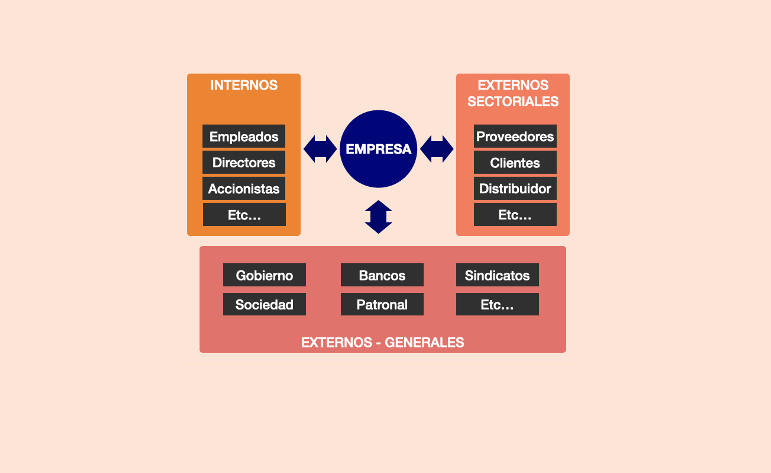 INTERNOS
Empleados
Directores
Accionistas
Etc...
EMPRESA
EXTERNOS
SECTORIALES
Proveedores
Clientes
Distribuidor
Etc...
Gobierno
Bancos
Sindicatos
Sociedad
Patronal
Etc...
EXTERNOS - GENERALES